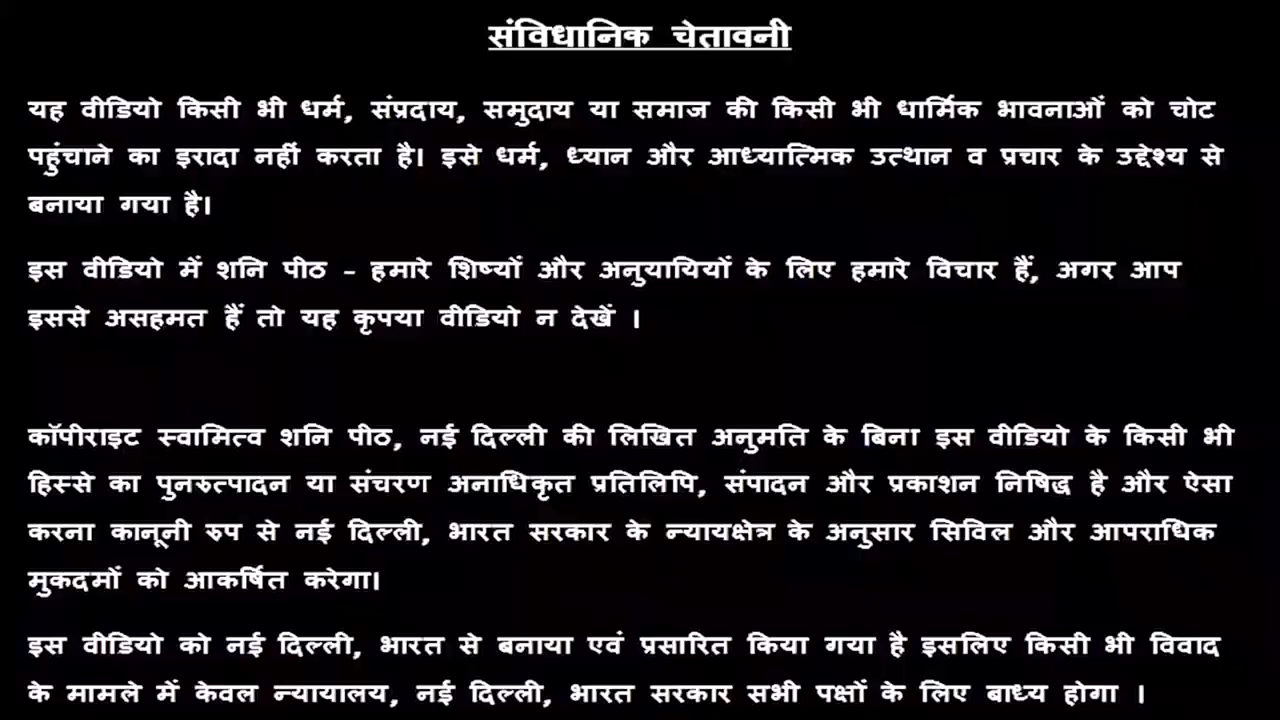 संविधानिक चेतावनी
यह वीडियो किसी भी धर्म, संप्रदाय, समुदाय या समाज की किसी भी धार्मिक भावनाओं को चोट
पहुंचाने का इरादा नहीं करता है। इसे धर्म, ध्यान और आध्यात्मिक उत्थान व प्रचार के उद्देश्य से
बनाया गया है।
इस वीडियो में शनि पीठ – हमारे शिष्यों और अनुयायियों के लिए हमारे विचार हैं, अगर आप
इससे असहमत हैं तो यह कृपया वीडियो न देखें ।
कॉपीराइट स्वामित्व शनि पीठ, नई दिल्ली की लिखित अनुमति के बिना इस वीडियो के किसी भी
हिस्से का पुनरुत्पादन या संचरण अनाधिकृत प्रतिलिपि, संपादन और प्रकाशन निषिद्ध है और ऐसा
करना कानूनी रुप से नई दिल्ली, भारत सरकार के न्यायक्षेत्र के अनुसार सिविल और आपराधिक
मुकदमों को आकर्षित करेगा।
इस वीडियो को नई दिल्ली, भारत से बनाया एवं प्रसारित किया गया है इसलिए किसी भी विवाद
के मामले में केवल न्यायालय, नई दिल्ली, भारत सरकार सभी पक्षों के लिए बाध्य होगा ।